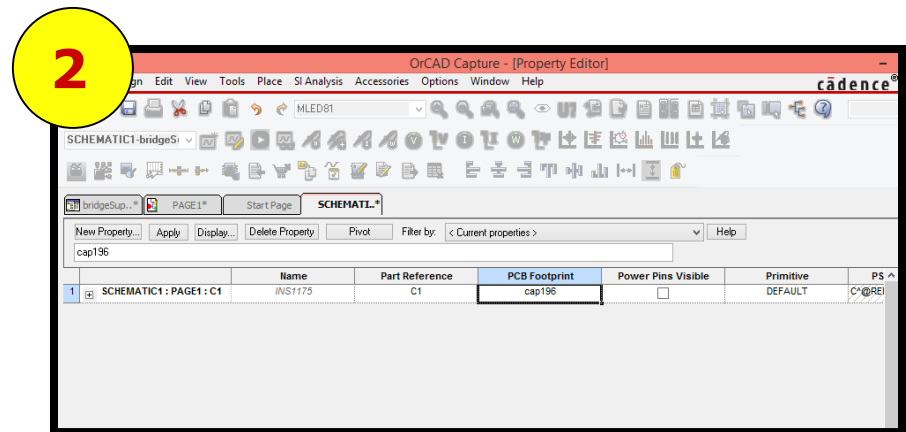 2
OrCAD Capture - [Property Editor]
gn Edit View Tools Place SI Analysis Accessories Options Window Help
cādence®
MLED81
SCHEMATIC1-bridgeS
V I W
bridgeSup..* PAGE1* Start Page SCHEMATI..*
New Property... Apply Display... Delete Property Pivot Filter by: < Current properties > Help
cap196
Name Part Reference PCB Footprint Power Pins Visible Primitive PS
1 SCHEMATIC1 : PAGE1 : C1 INS1175 C1 cap196 DEFAULT C^@REI